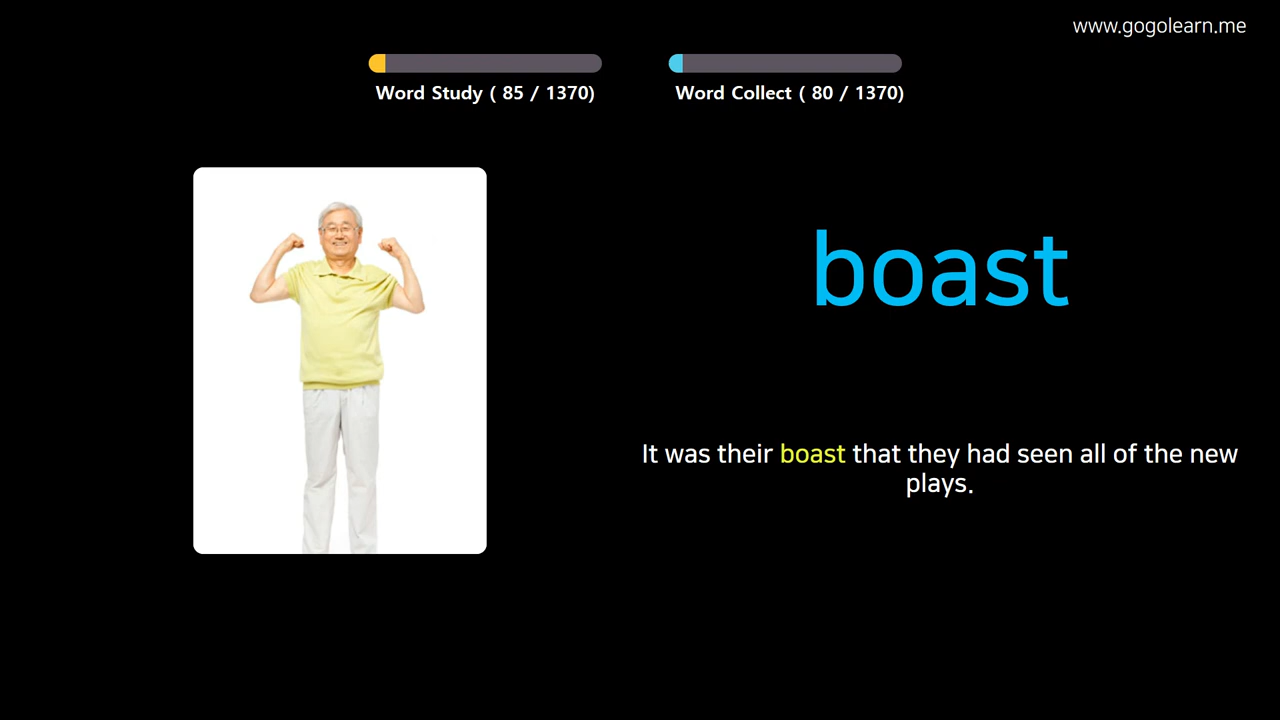 www.gogolearn.me
Word Study ( 85 / 1370)
Word Collect ( 80 / 1370)
boast
It was their boast that they had seen all of the new
plays.